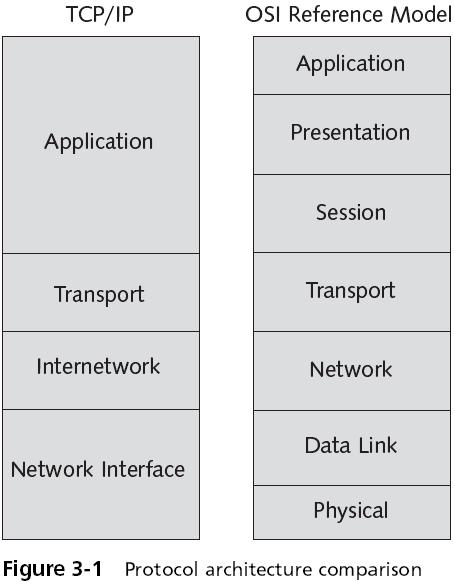 TCP/IP
OSI Reference Model
Application
Transport
Internetwork
Network Interface
Application
Presentation
Session
Transport
Network
Data Link
Physical
Figure 3-1 Protocol architecture comparison